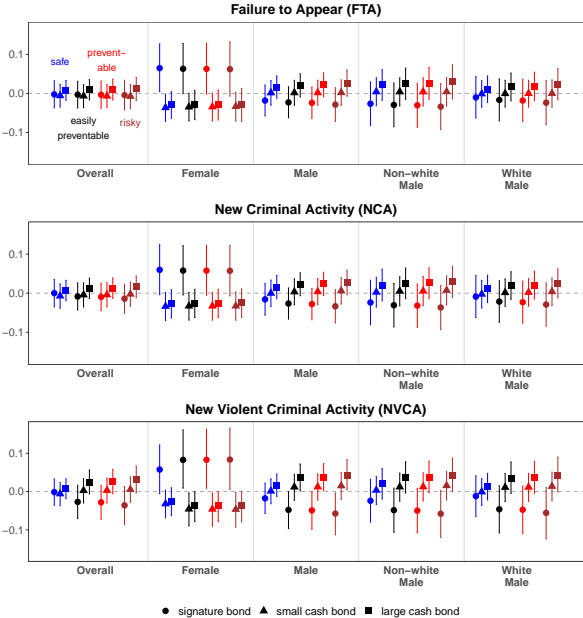 Failure to Appear (FTA)
0.1
0.0
−0.1
safe
prevent−
able
easily
preventable
risky
Overall
Female
Male
Non−white
Male
White
Male
New Criminal Activity (NCA)
0.1
0.0
−0.1
Overall
Female
Male
Non−white
Male
White
Male
New Violent Criminal Activity (NVCA)
0.1
0.0
−0.1
Overall
Female
Male
Non−white
Male
White
Male
signature bond small cash bond large cash bond